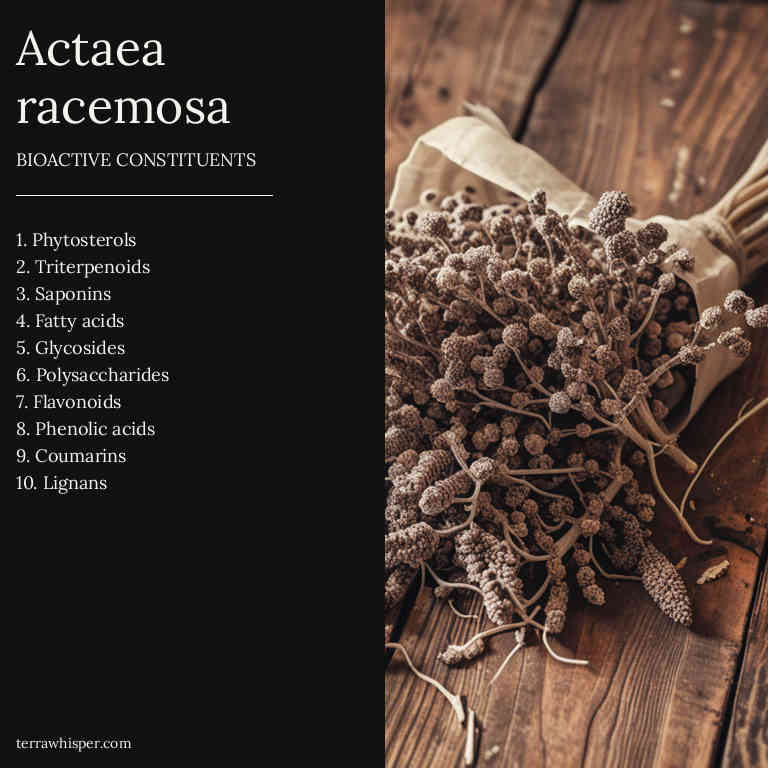 Actaea
racemosa
BIOACTIVE CONSTITUENTS
1. Phytosterols
2. Triterpenoids
3. Saponins
4. Fatty acids
5. Glycosides
6. Polysaccharides
7. Flavonoids
8. Phenolic acids
9. Coumarins
10. Lignans
terrawhisper.com